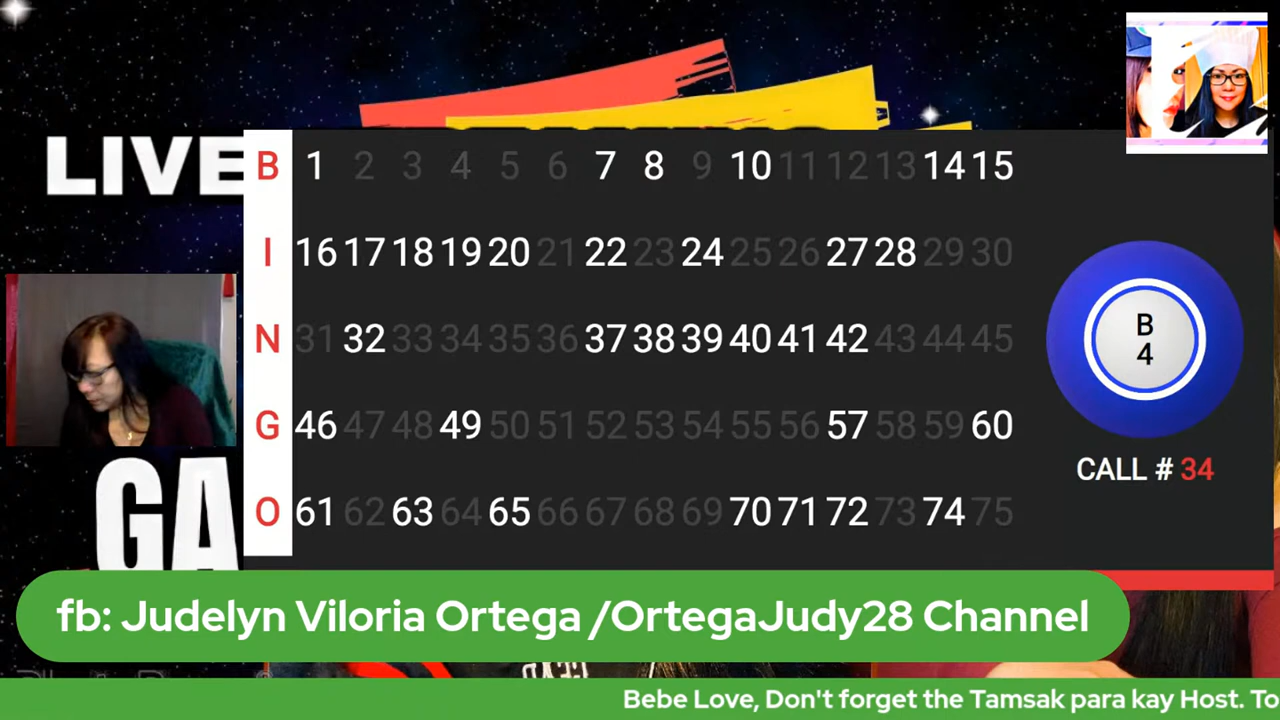 LIVE
B 1 2 3 4 5 6 7 8 9 10 11 12 13 14 15
I 16 17 18 19 20 21 22 23 24 25 26 27 28 29 30
N 31 32 33 34 35 36 37 38 39 40 41 42 43 44 45
G 46 47 48 49 50 51 52 53 54 55 56 57 58 59 60
O 61 62 63 64 65 66 67 68 69 70 71 72 73 74 75
B
4
CALL # 34
GA
fb: Judelyn Viloria Ortega /OrtegaJudy28 Channel
Bebe Love, Don't forget the Tamsak para kay Host. To